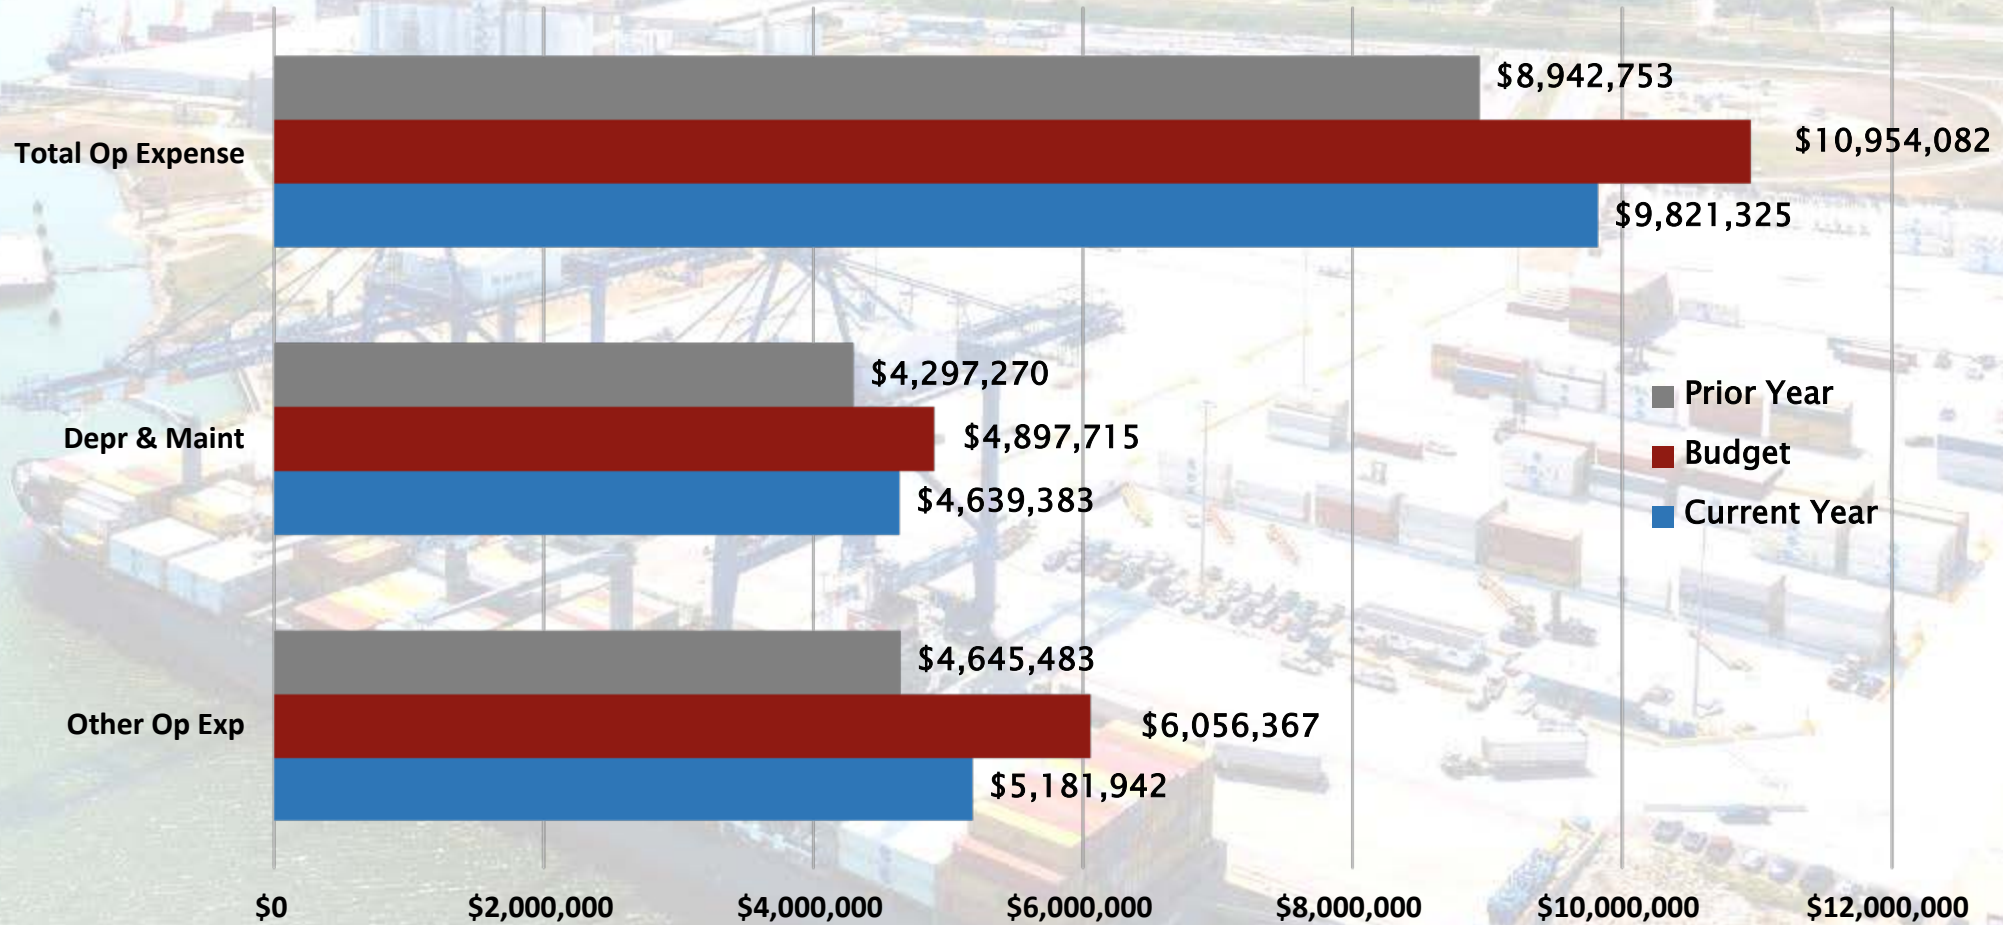 $8,942,753
Total Op Expense
$10,954,082
$9,821,325
$4,297,270
Depr & Maint
$4,897,715
$4,639,383
Prior Year
Budget
Current Year
$4,645,483
Other Op Exp
$6,056,367
$5,181,942
$0
$2,000,000
$4,000,000
$6,000,000
$8,000,000
$10,000,000
$12,000,000